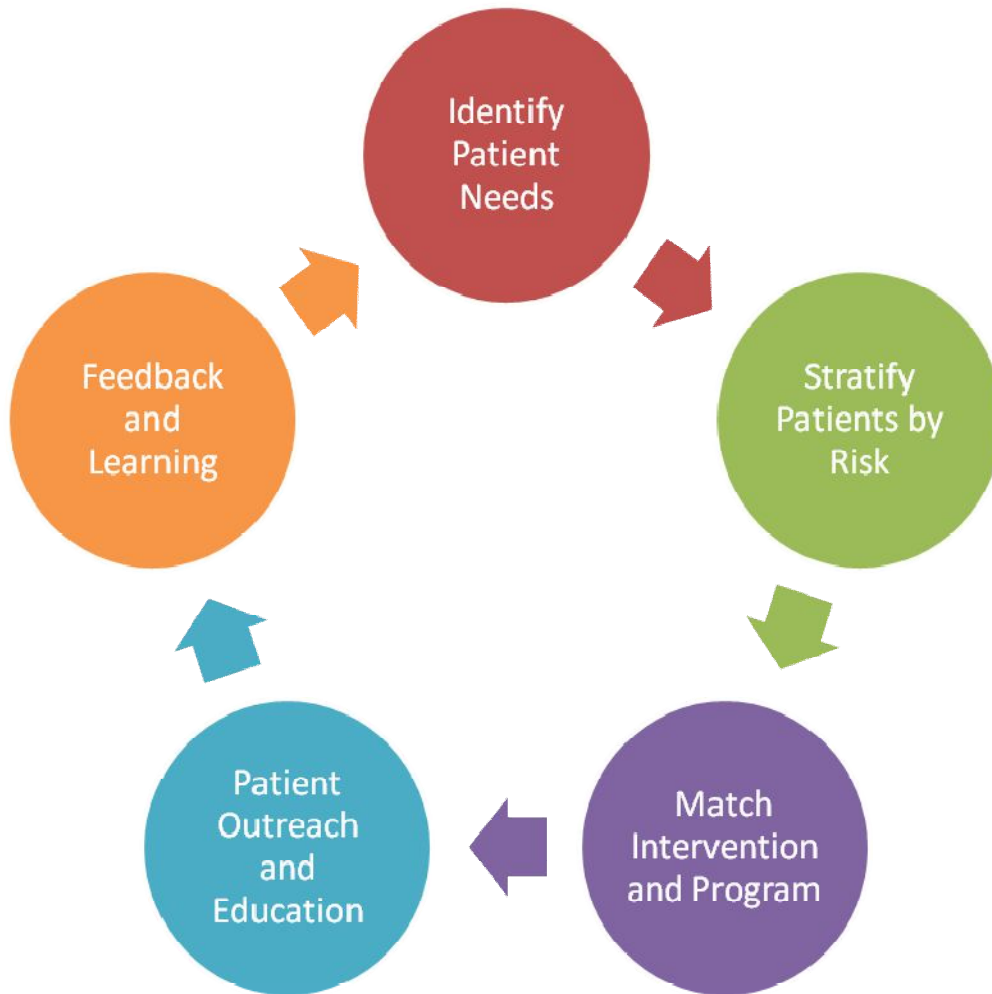 Identify
Patient
Needs
Stratify
Patients by
Risk
Match
Intervention
and Program
Patient
Outreach
and
Education
Feedback
and
Learning